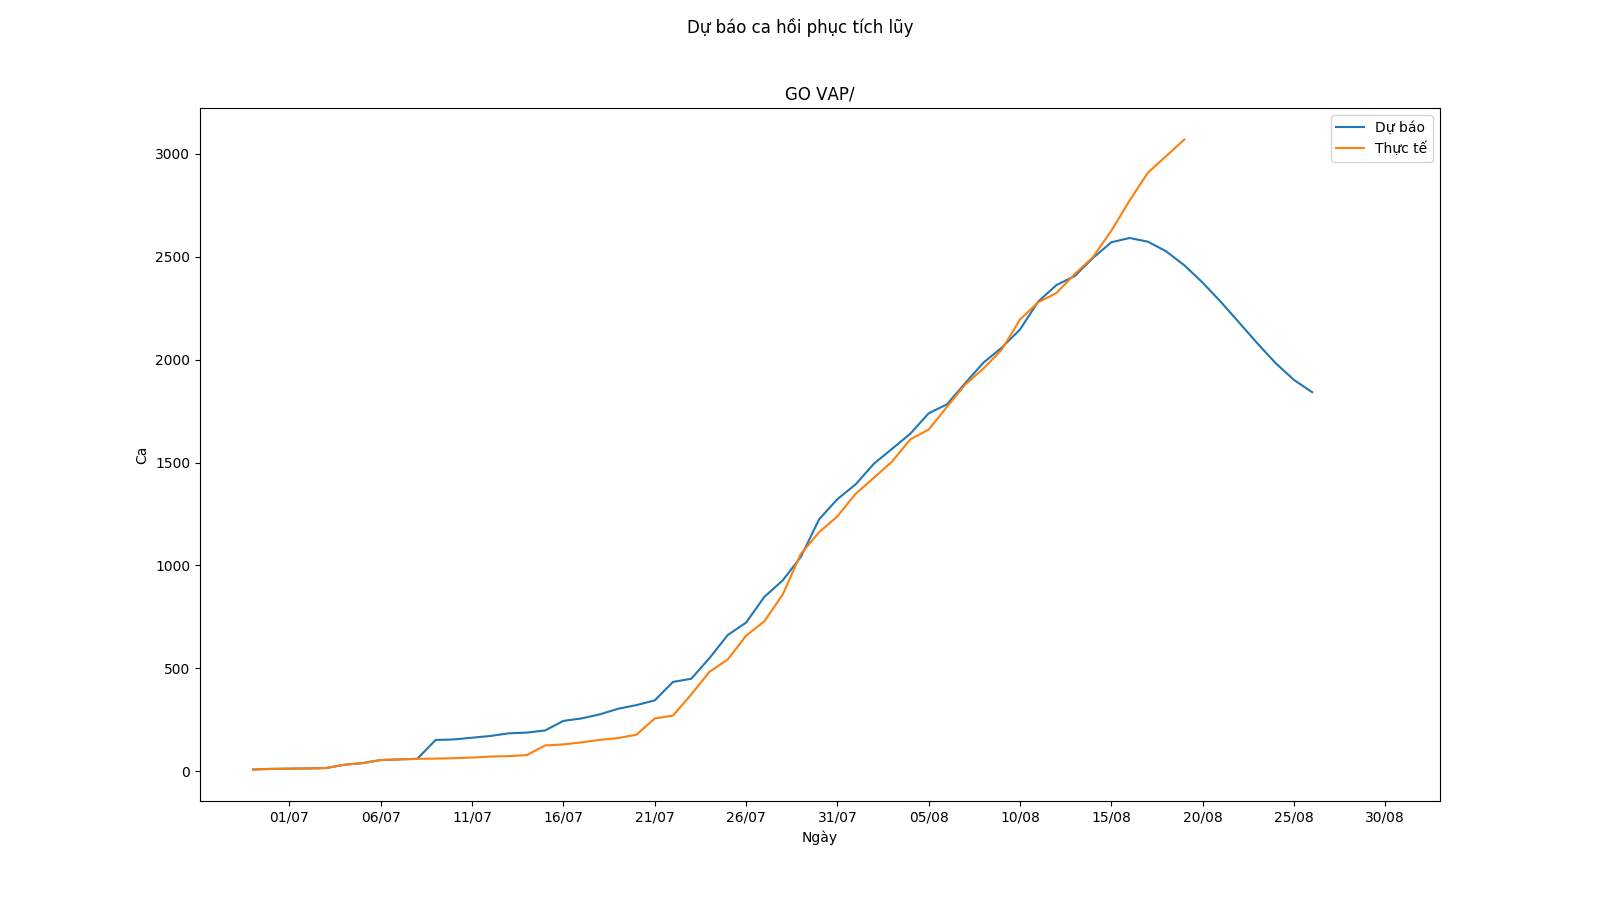 Dự báo ca hồi phục tích lũy
GO VAP/
Dự báo
Thực tế
3000
2500
2000
1500
1000
500
0
Ca
01/07 06/07 11/07 16/07 21/07 26/07 31/07 05/08 10/08 15/08 20/08 25/08 30/08
Ngày